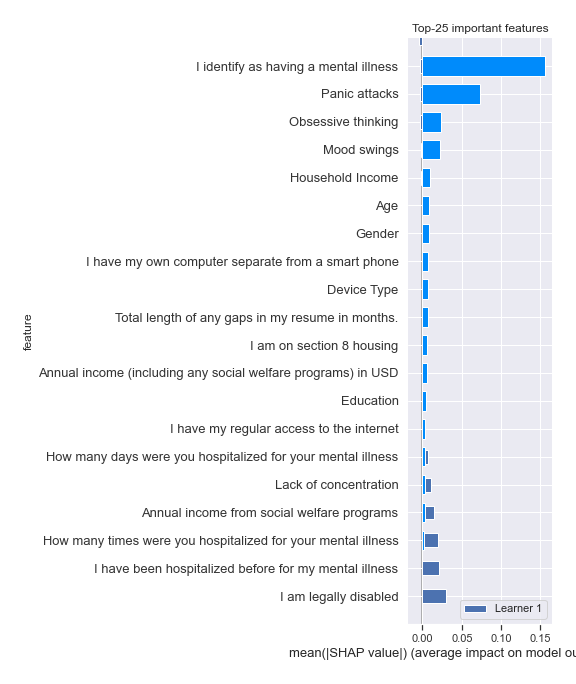 Top-25 important features
I identify as having a mental illness
Panic attacks
Obsessive thinking
Mood swings
Household Income
Age
Gender
I have my own computer separate from a smart phone
Device Type
Total length of any gaps in my resume in months.
I am on section 8 housing
Annual income (including any social welfare programs) in USD
Education
I have my regular access to the internet
How many days were you hospitalized for your mental illness
Lack of concentration
Annual income from social welfare programs
How many times were you hospitalized for your mental illness
I have been hospitalized before for my mental illness
I am legally disabled
feature
Learner 1
0.00 0.05 0.10 0.15
mean(|SHAP value|) (average impact on model ou